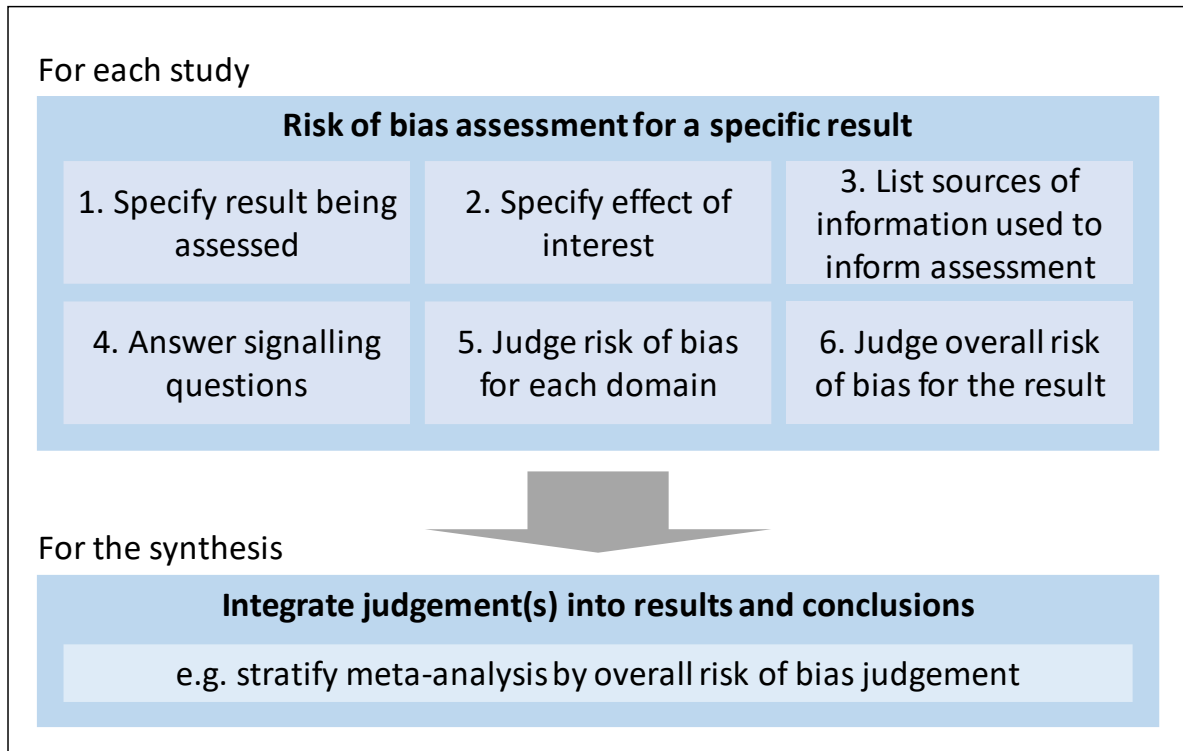 For each study
Risk of bias assessment for a specific result
1. Specify result being
assessed
2. Specify effect of
interest
3. List sources of
information used to
inform assessment
4. Answer signalling
questions
5. Judge risk of bias
for each domain
6. Judge overall risk
of bias for the result
For the synthesis
Integrate judgement(s) into results and conclusions
e.g. stratify meta-analysis by overall risk of bias judgement